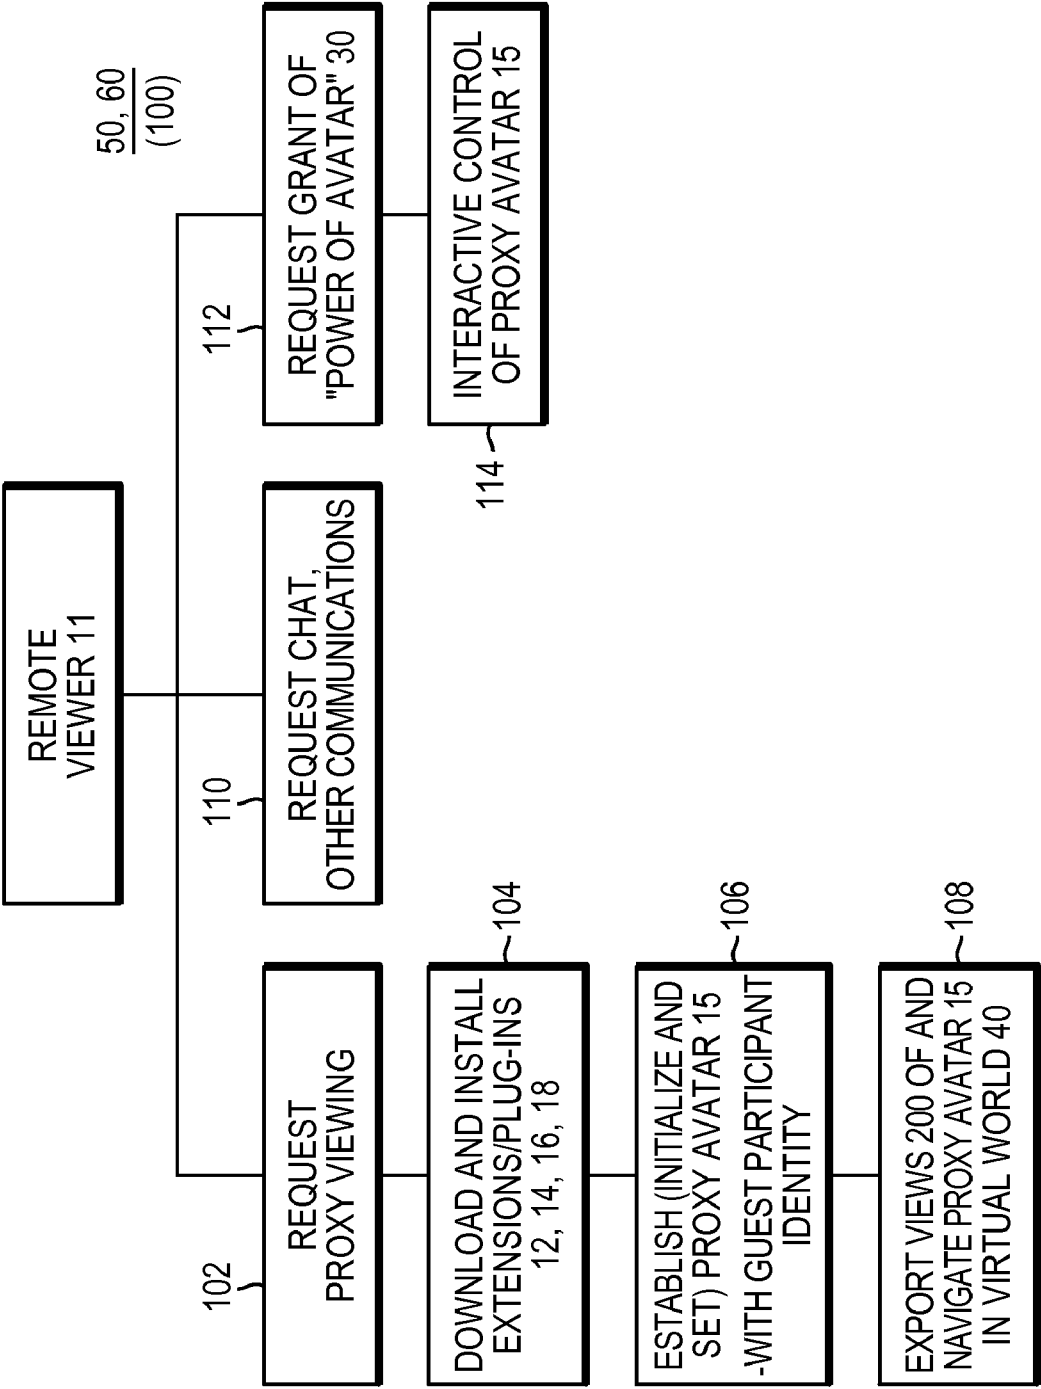 50, 60
(100)
REMOTE
VIEWER 11
102
REQUEST
PROXY VIEWING
DOWNLOAD AND INSTALL
EXTENSIONS/PLUG-INS
12, 14, 16, 18
104
ESTABLISH (INITIALIZE AND
SET) PROXY AVATAR 15
-WITH GUEST PARTICIPANT
IDENTITY
106
EXPORT VIEWS 200 OF AND
NAVIGATE PROXY AVATAR 15
IN VIRTUAL WORLD 40
108
110
REQUEST CHAT,
OTHER COMMUNICATIONS
112
REQUEST GRANT OF
"POWER OF AVATAR" 30
114
INTERACTIVE CONTROL
OF PROXY AVATAR 15